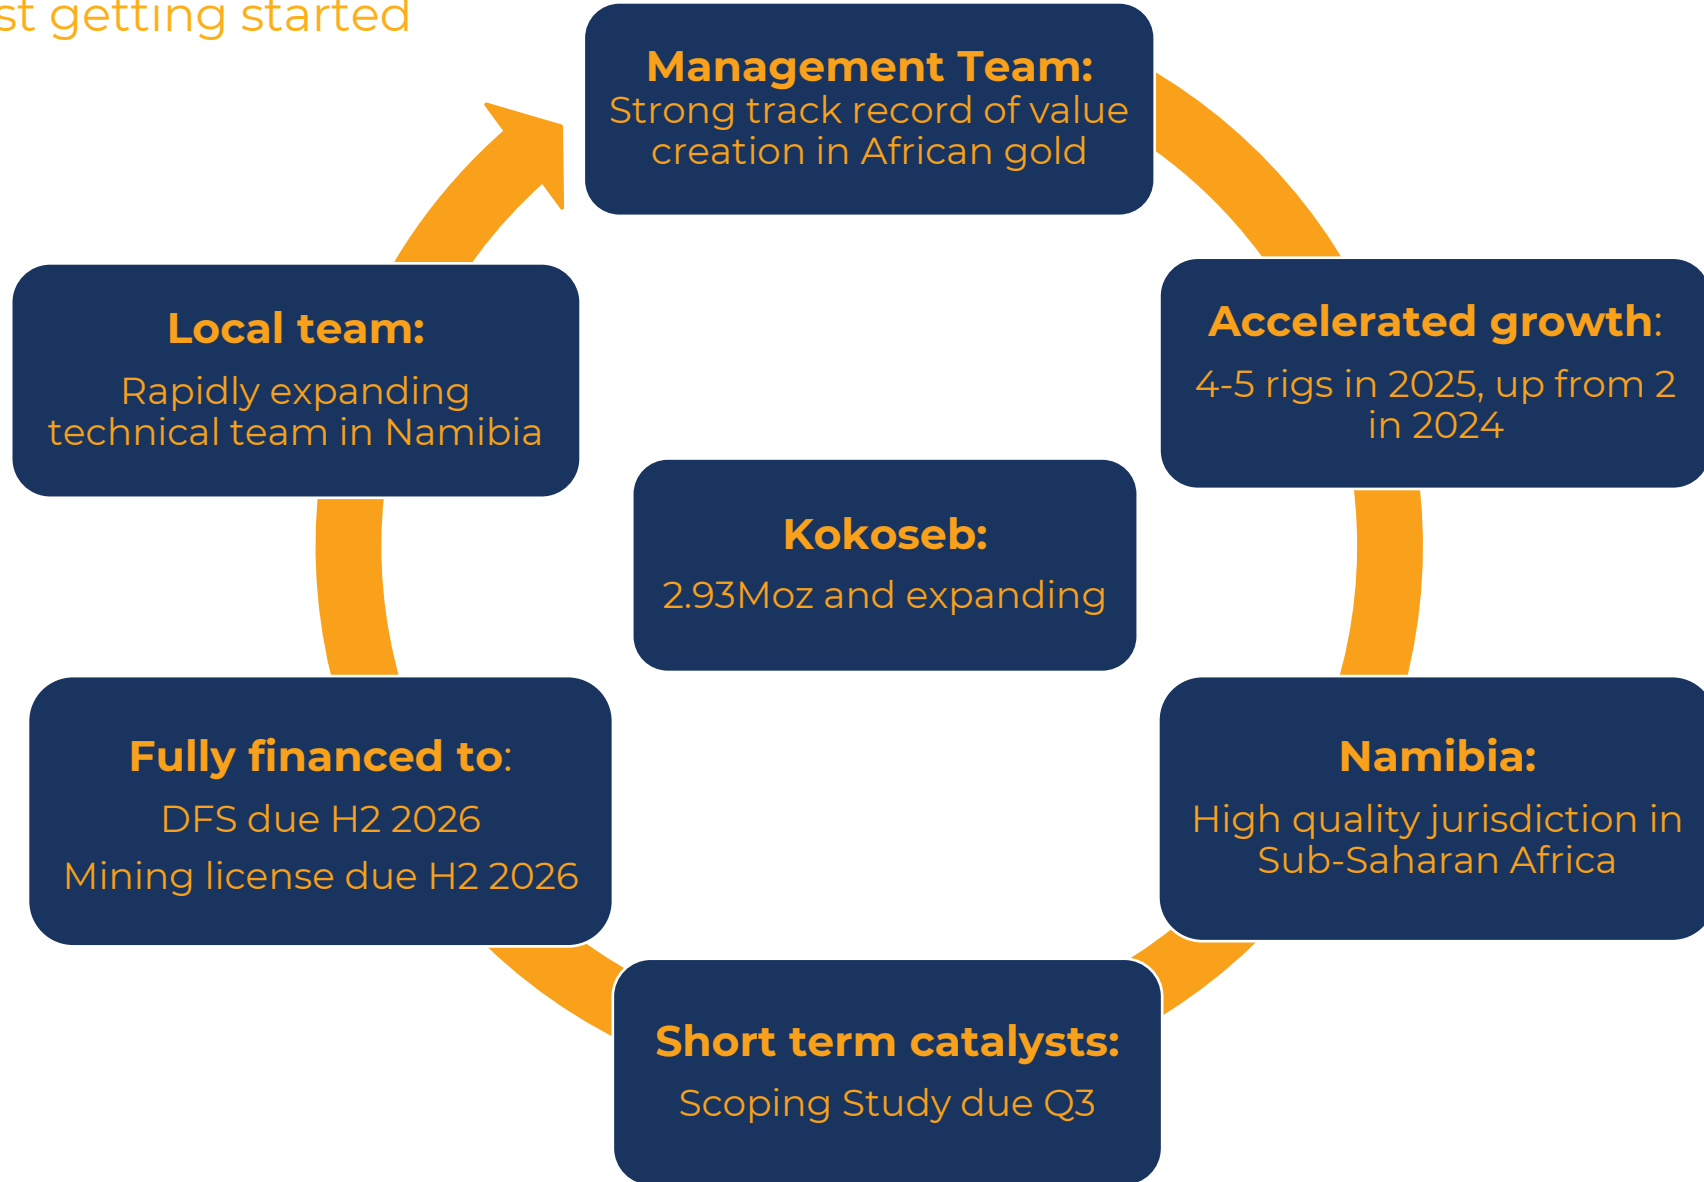 getting started
Management Team:
Strong track record of value
creation in African gold
Accelerated growth:
4-5 rigs in 2025, up from 2
in 2024
Namibia:
High quality jurisdiction in
Sub-Saharan Africa
Short term catalysts:
Scoping Study due Q3
Fully financed to:
DFS due H2 2026
Mining license due H2 2026
Local team:
Rapidly expanding
technical team in Namibia
Kokoseb:
2.93Moz and expanding